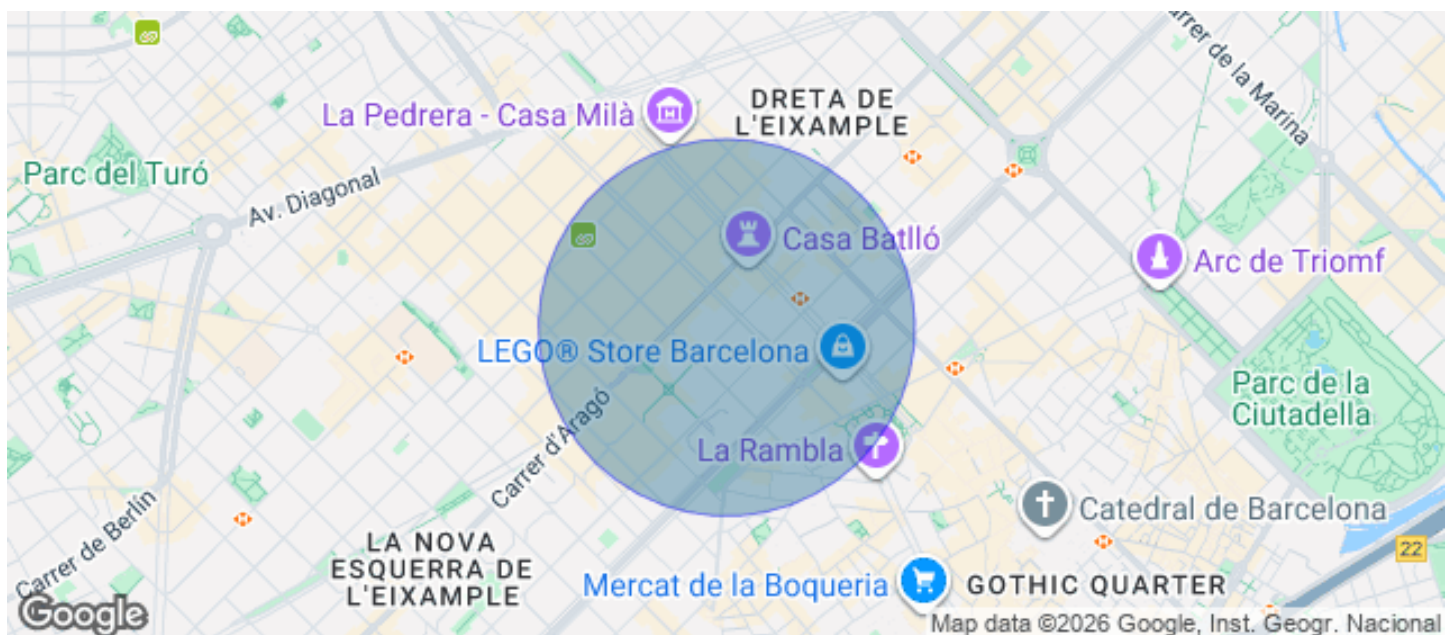 Carrer de la Marina
DRETA DE
L'EIXAMPLE
La Pedrera - Casa Milà
Parc del Turó
Av. Diagonal
Casa Batlló
Arc de Triomf
LEGO® Store Barcelona
Parc de la
Ciutadella
Carrer d'Aragó
La Rambla
Catedral de Barcelona
Carrer de Berlín
22
LA NOVA
ESQUERRA DE
L'EIXAMPLE
Mercat de la Boqueria
GOTHIC QUARTER
Google
Map data ©2026 Google, Inst. Geogr. Nacional